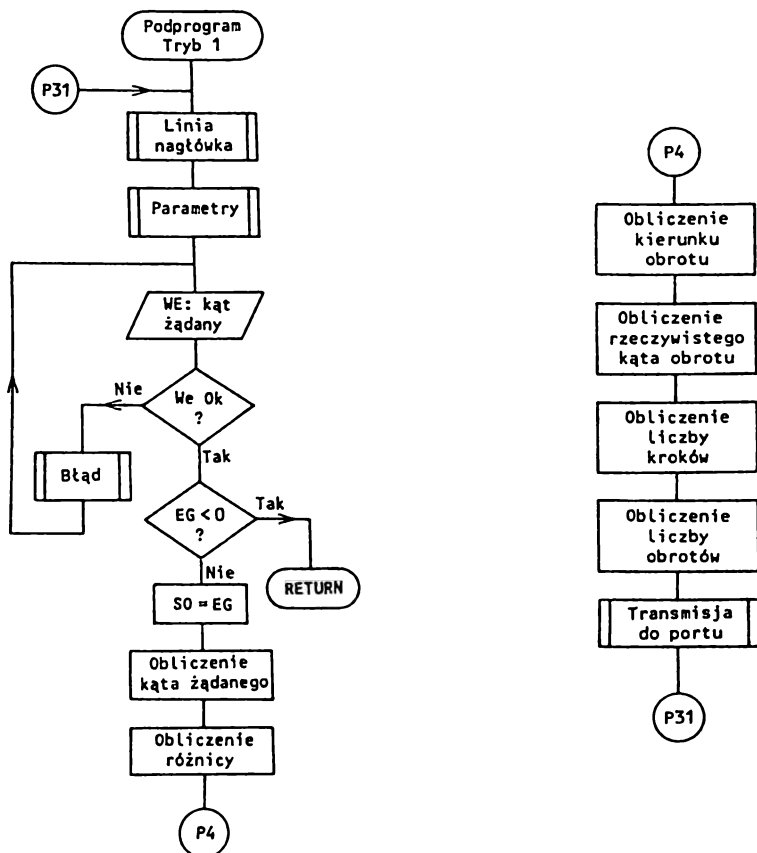 Podprogram
Tryb 1
P31
Linia
nagłówka
Parametry
WE: kąt
żądany
Nie
We Ok
?
Tak
Błąd
EG < 0
?
Tak
Nie
RETURN
SO = EG
Obliczenie
kąta żądanego
Obliczenie
różnicy
P4
P4
Obliczenie
kierunku
obrotu
Obliczenie
rzeczywistego
kąta obrotu
Obliczenie
liczby
kroków
Obliczenie
liczby
obrotów
Transmisja
do portu
P31